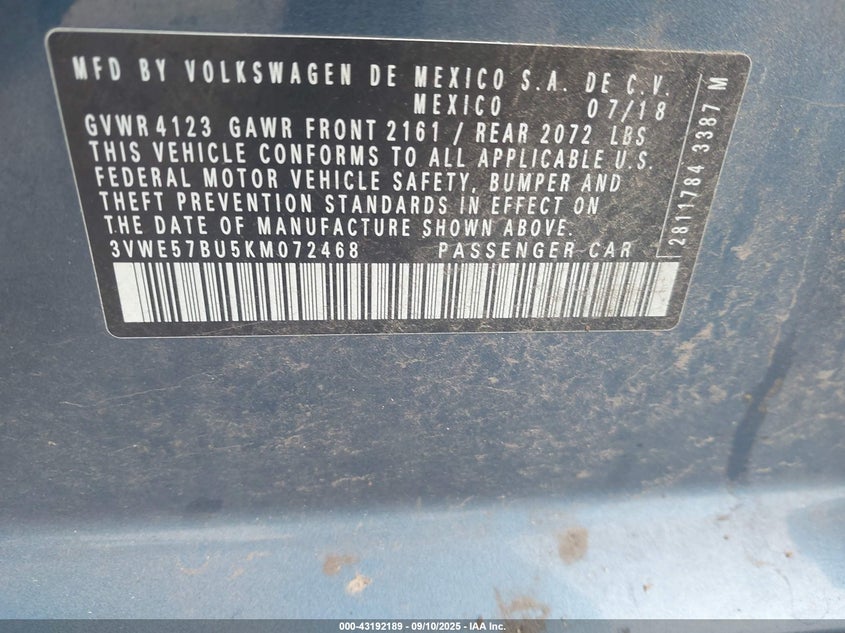 MFD BY VOLKSWAGEN DE MEXICO S.A. DE C.V.
MEXICO 07/18
GVWR 4123 GAWR FRONT 2161 / REAR 2072 LBS
THIS VEHICLE CONFORMS TO ALL APPLICABLE U.S.
FEDERAL MOTOR VEHICLE SAFETY, BUMPER AND
THEFT PREVENTION STANDARDS IN EFFECT ON
THE DATE OF MANUFACTURE SHOWN ABOVE.
3VWE57BU5KM072468 PASSENGER CAR
2811784 3387 M
000-43192189 - 09/10/2025 - IAA Inc.